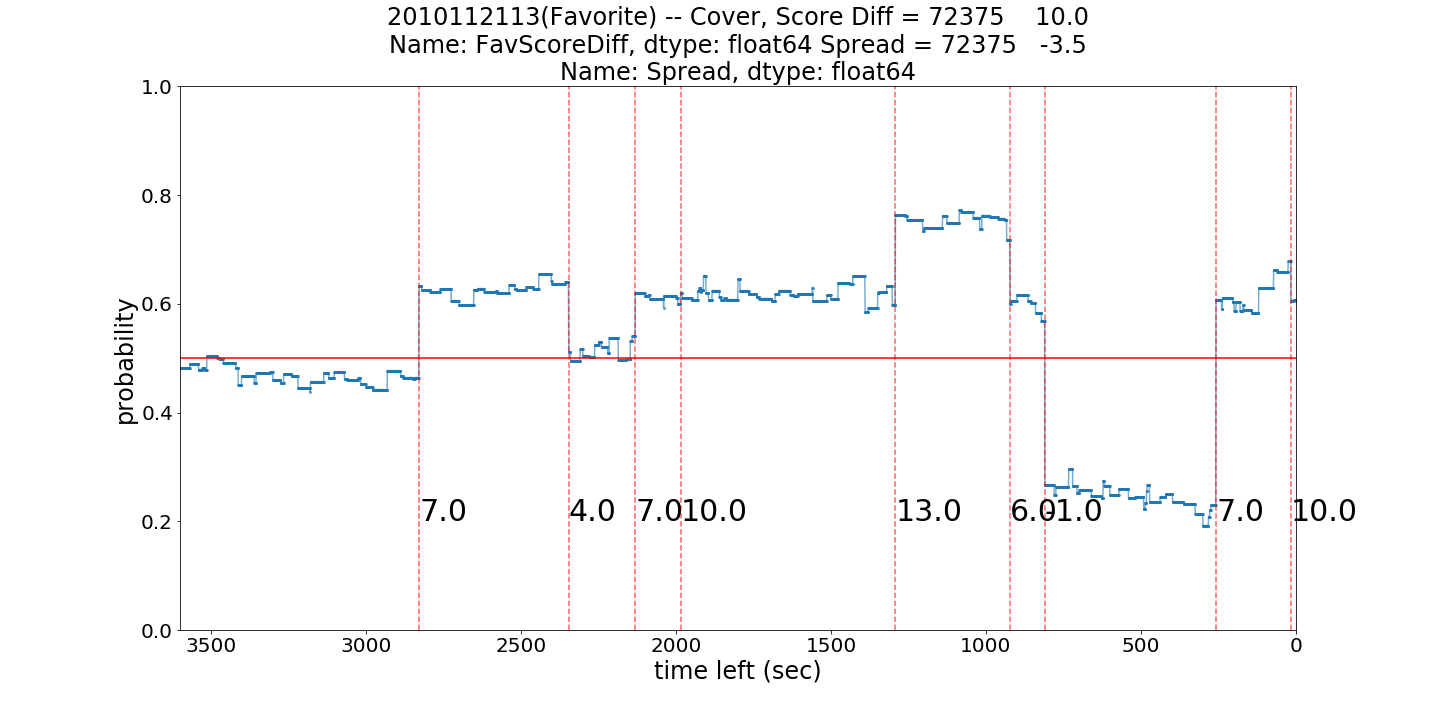 2010112113(Favorite) -- Cover, Score Diff = 72375    10.0
Name: FavScoreDiff, dtype: float64 Spread = 72375   -3.5
Name: Spread, dtype: float64
1.0
0.8
0.6
0.4
0.2
0.0
probability
7.0 4.0 7.0 10.0 13.0 6.0 -1.0 7.0 10.0
3500 3000 2500 2000 1500 1000 500 0
time left (sec)